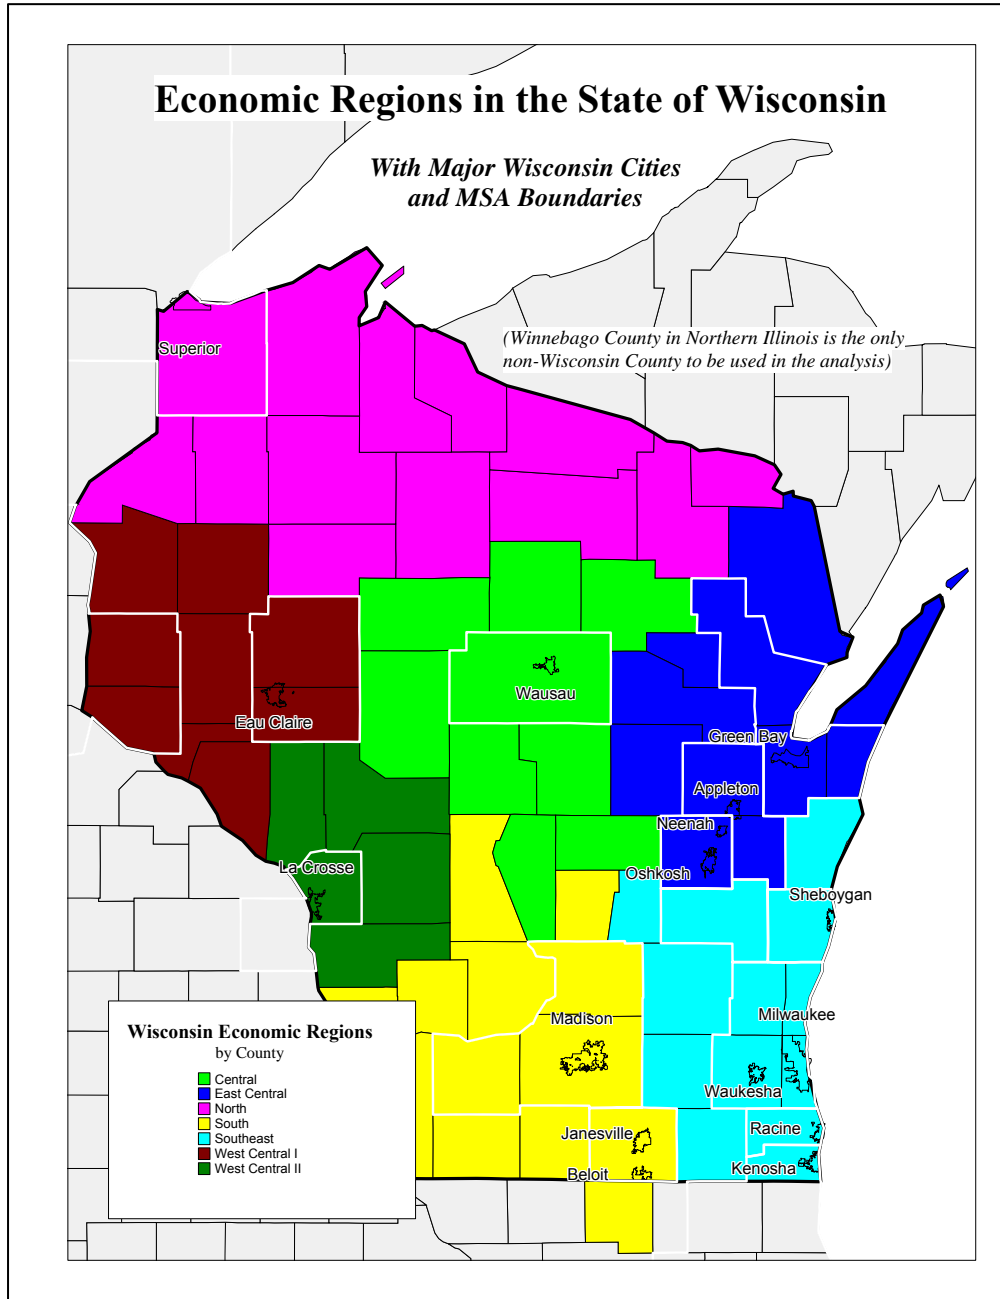 Economic Regions in the State of Wisconsin
With Major Wisconsin Cities
and MSA Boundaries
(Winnebago County in Northern Illinois is the only
non-Wisconsin County to be used in the analysis)
Superior
Wausau
Eau Claire
Green Bay
Appleton
Neenah
La Crosse
Oshkosh
Sheboygan
Madison
Milwaukee
Waukesha
Janesville
Racine
Beloit
Kenosha
Wisconsin Economic Regions
by County
Central
East Central
North
South
Southeast
West Central I
West Central II